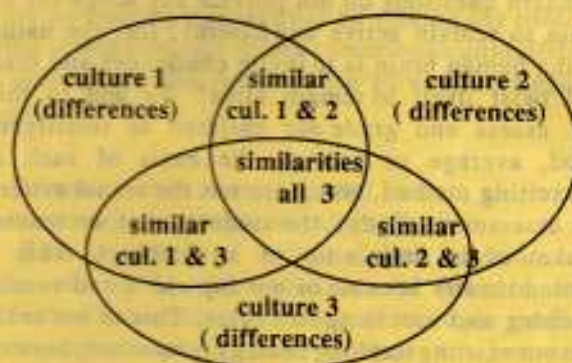 culture 1
(differences)
similar
cul. 1 & 2
culture 2
( differences)
similarities
all 3
similar
cul. 1 & 3
similar
cul. 2 & 3
culture 3
( differences)